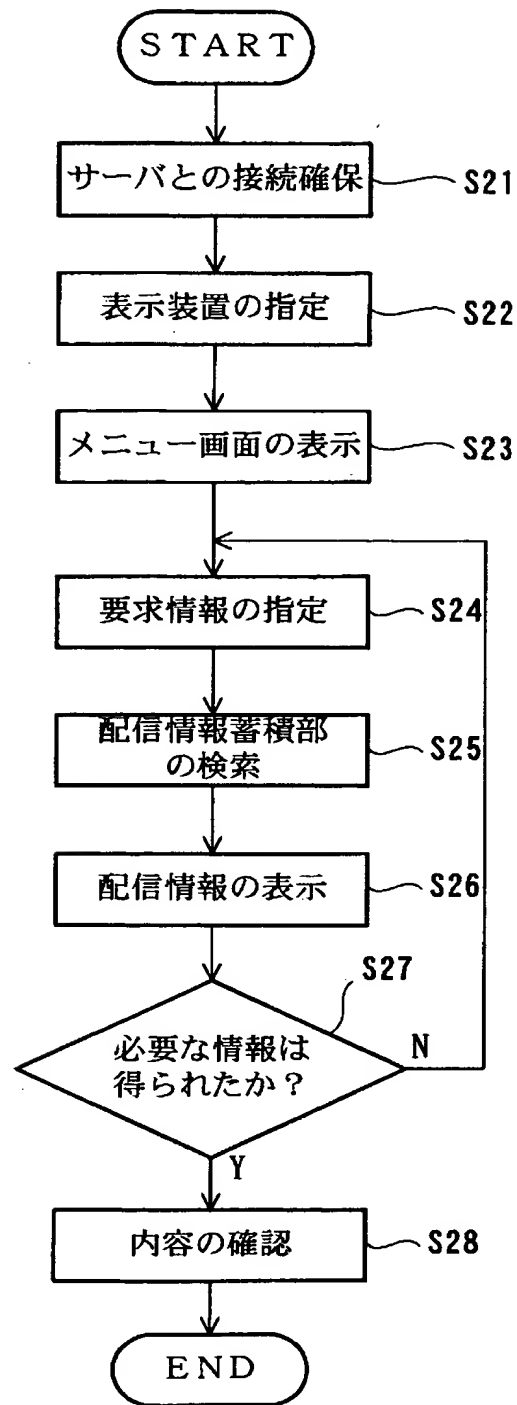 START
サーバとの接続確保
S21
表示装置の指定
S22
メニュー画面の表示
S23
要求情報の指定
S24
配信情報蓄積部
の検索
S25
配信情報の表示
S26
S27
必要な情報は
得られたか？
N
Y
内容の確認
S28
END